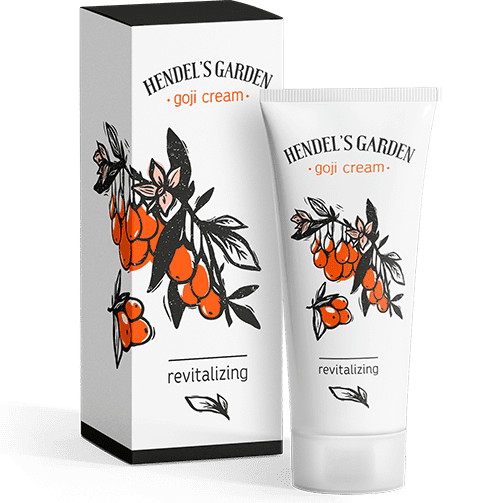 HENDEL'S GARDEN
• goji cream •
revitalizing
HENDEL'S GARDEN
• goji cream •
revitalizing